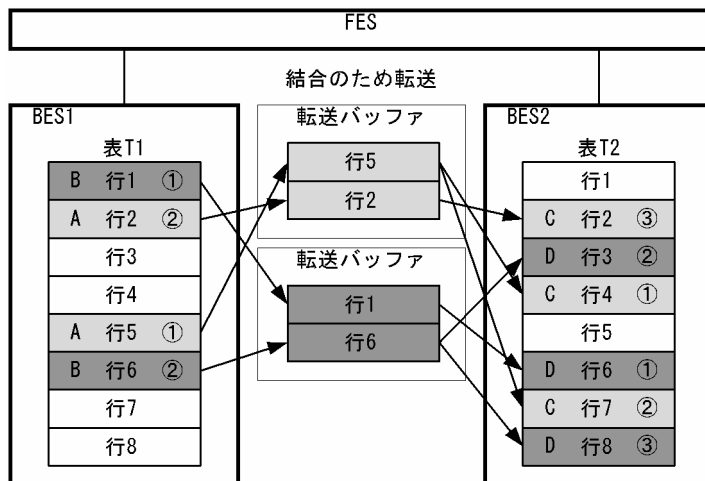 FES
結合のため転送
BES1
表T1
B 行1 ①
A 行2 ②
行3
行4
A 行5 ①
B 行6 ②
行7
行8
転送バッファ
行5
行2
転送バッファ
行1
行6
BES2
表T2
行1
C 行2 ③
D 行3 ②
C 行4 ①
行5
D 行6 ①
C 行7 ②
D 行8 ③